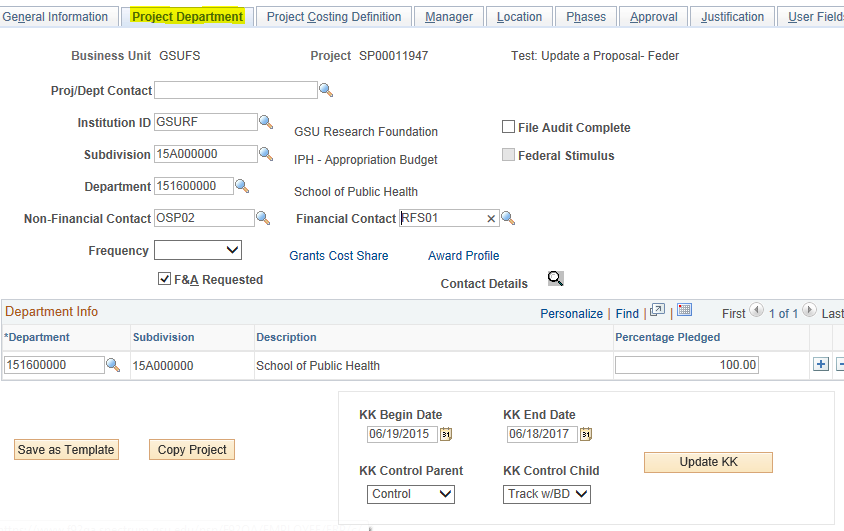 General Information Project Department Project Costing Definition Manager Location Phases Approval Justification User Fields
Business Unit GSUFS Project SP00011947 Test: Update a Proposal- Feder
Proj/Dept Contact
Institution ID GSURF GSU Research Foundation File Audit Complete
Subdivision 15A000000 IPH - Appropriation Budget Federal Stimulus
Department 151600000 School of Public Health
Non-Financial Contact OSP02 Financial Contact RFS01
Frequency Grants Cost Share Award Profile
F&A Requested Contact Details
Department Info Personalize | Find | | First 1 of 1 Last
*Department Subdivision Description Percentage Pledged
151600000 15A000000 School of Public Health 100.00
KK Begin Date KK End Date
06/19/2015 31 06/18/2017 31
Save as Template Copy Project Update KK
KK Control Parent KK Control Child
Control Track w/BD